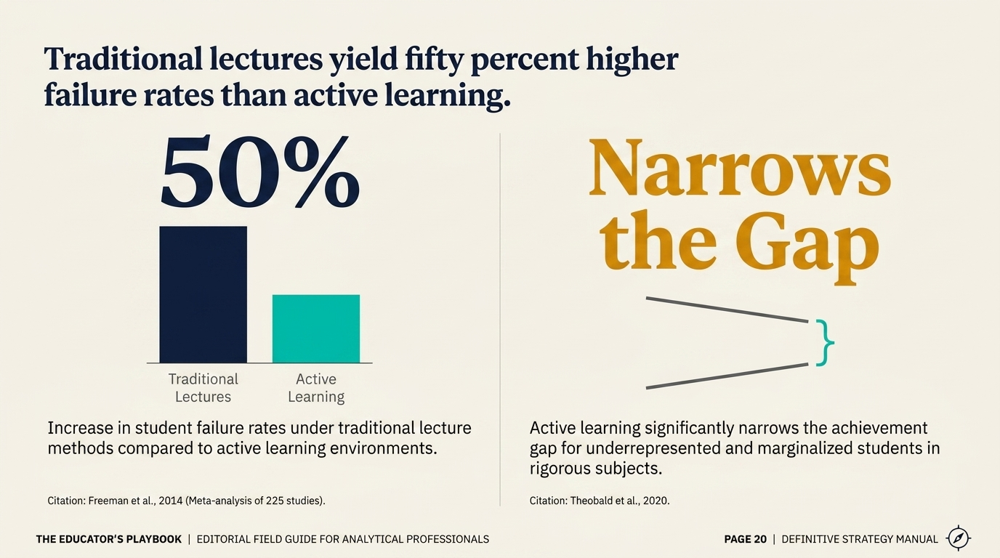 Traditional lectures yield fifty percent higher
failure rates than active learning.
50%
Traditional
Lectures
Active
Learning
Increase in student failure rates under traditional lecture
methods compared to active learning environments.
Citation: Freeman et al., 2014 (Meta-analysis of 225 studies).
Narrows
the Gap
Active learning significantly narrows the achievement
gap for underrepresented and marginalized students in
rigorous subjects.
Citation: Theobald et al., 2020.
THE EDUCATOR'S PLAYBOOK | EDITORIAL FIELD GUIDE FOR ANALYTICAL PROFESSIONALS
PAGE 20 | DEFINITIVE STRATEGY MANUAL